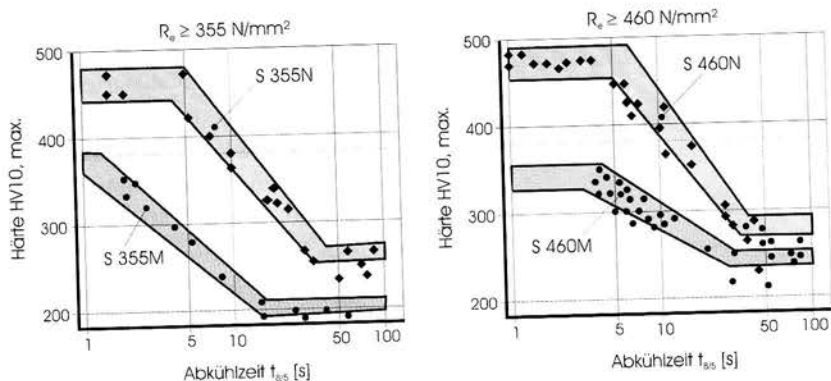 R_e ≥ 355 N/mm²
Härte HV10, max.
500
400
300
200
S 355N
S 355M
1
5
10
50
100
Abkühlzeit t_8/5 [s]
R_e ≥ 460 N/mm²
Härte HV10, max.
500
400
300
200
S 460N
S 460M
1
5
10
50
100
Abkühlzeit t_8/5 [s]